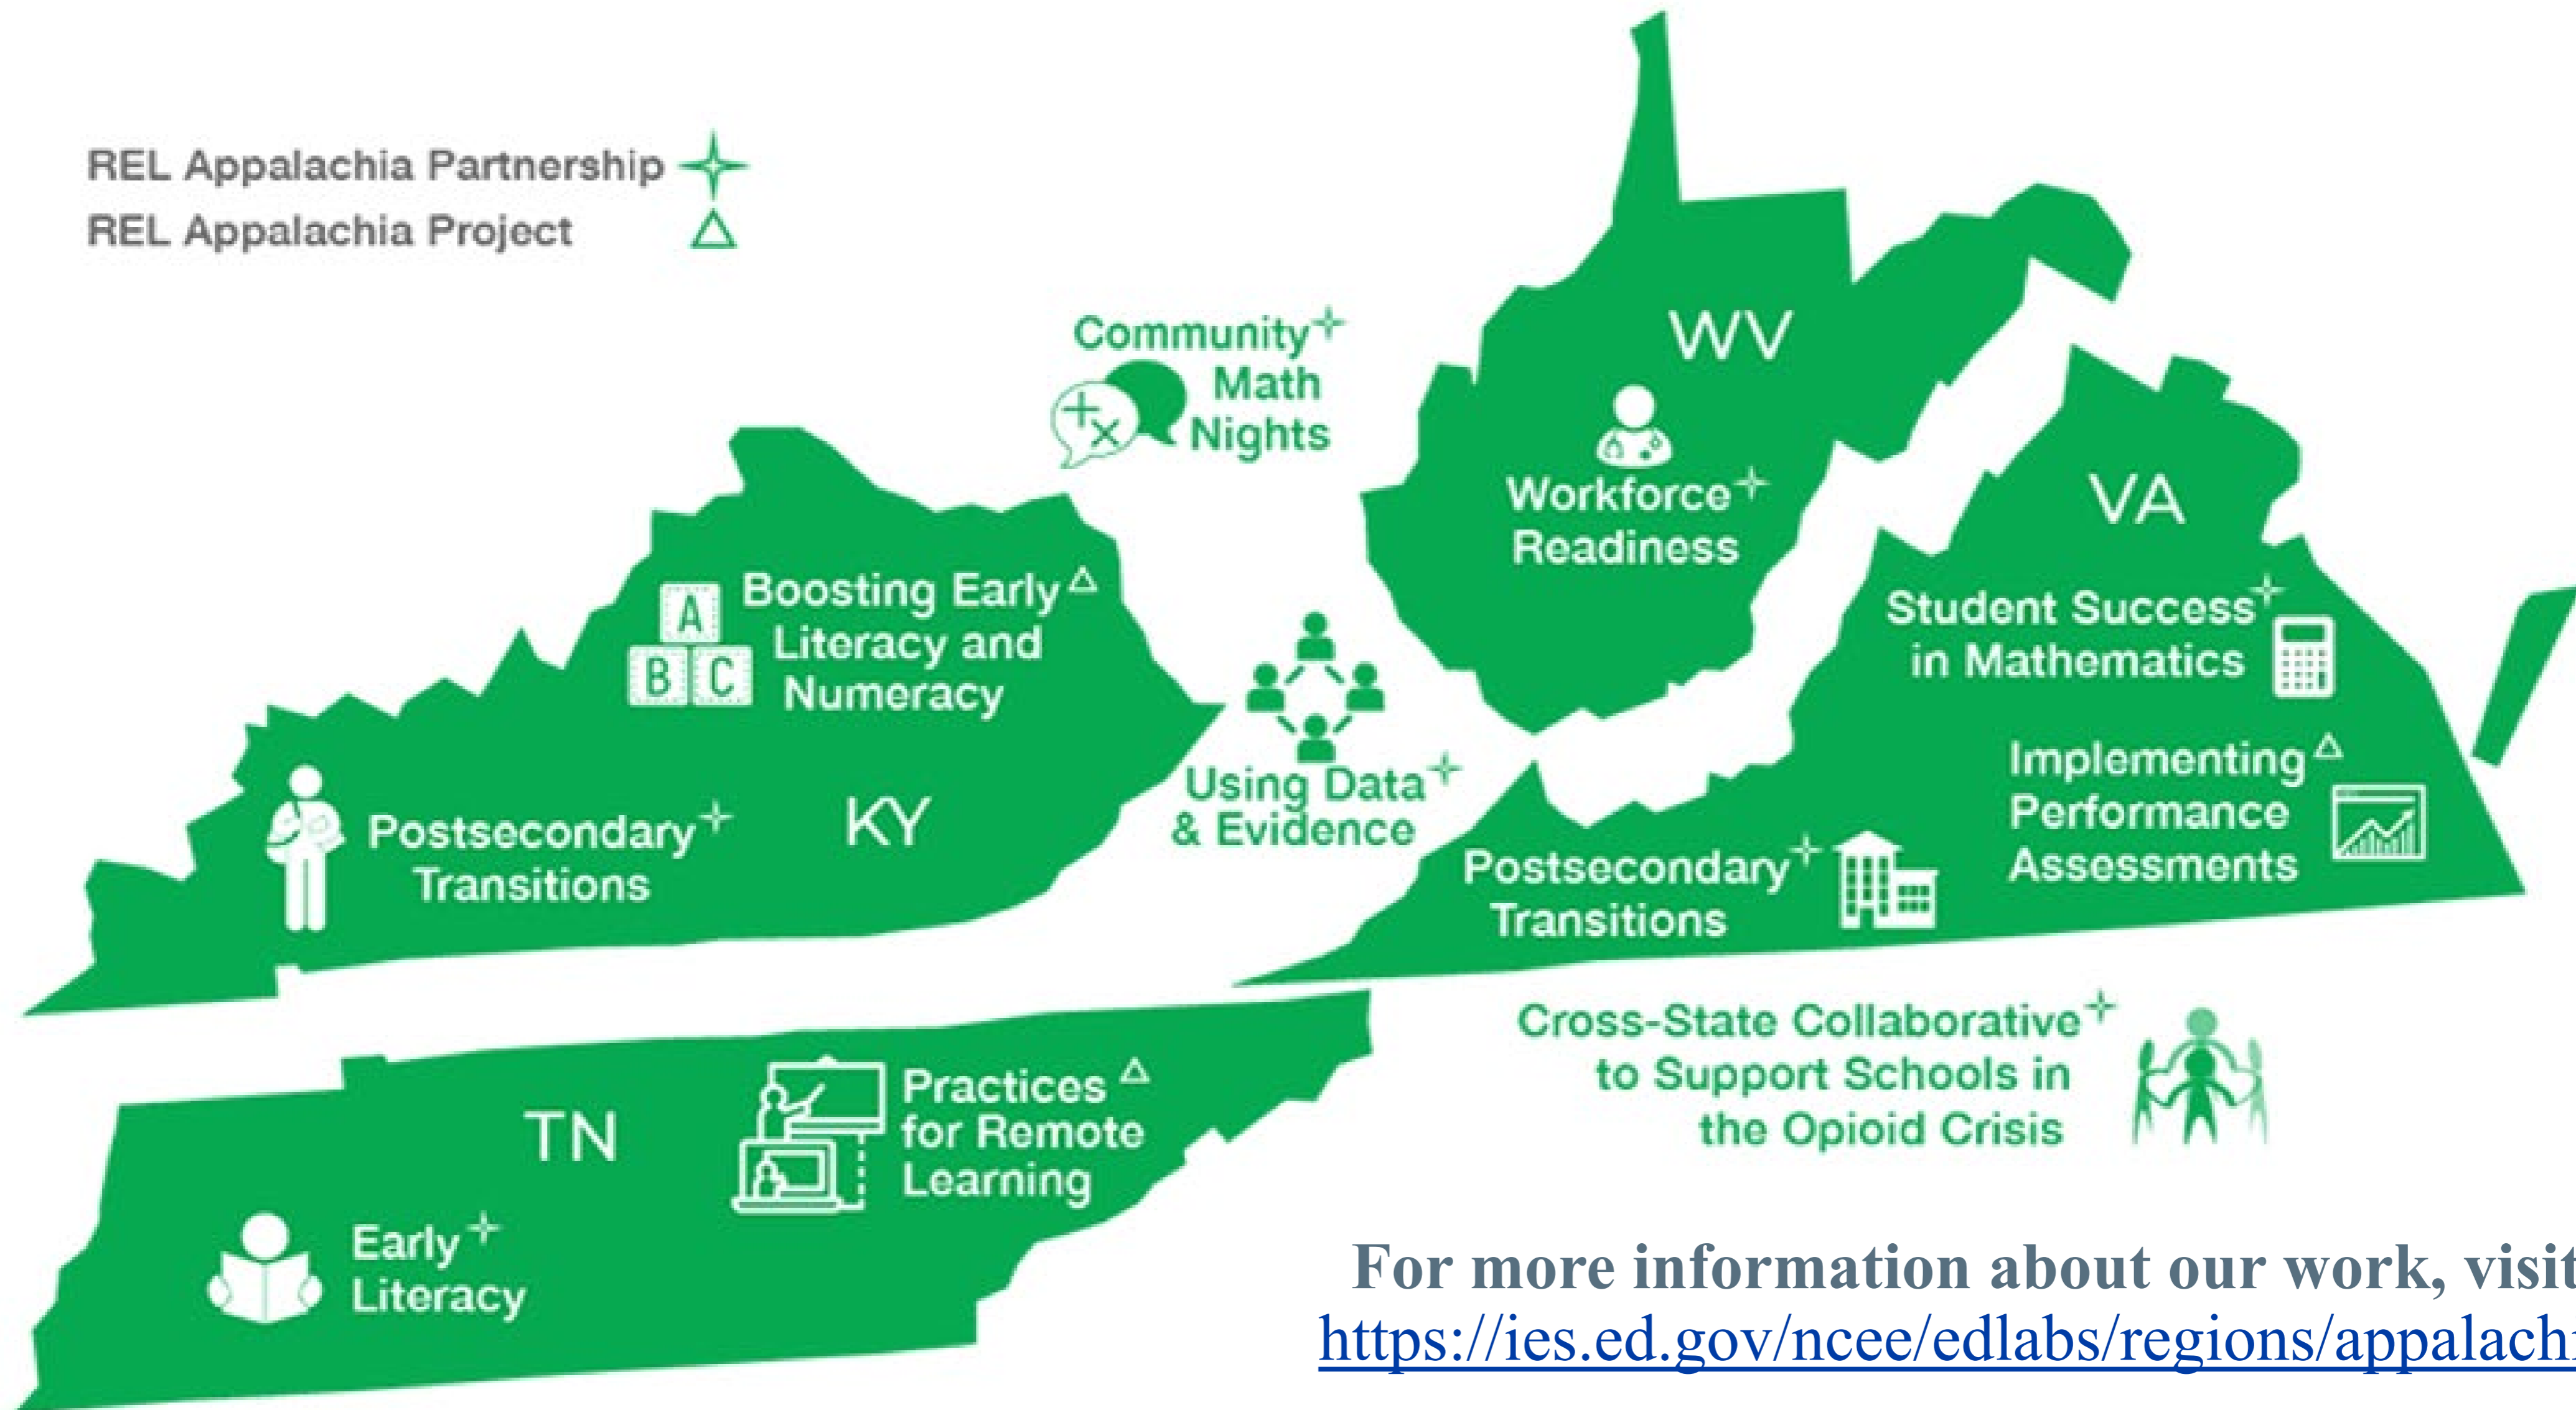 REL Appalachia Partnership
REL Appalachia Project
Community
Math
Nights
+
x
WV
Workforce
Readiness
VA
Student Success
in Mathematics
Implementing
Performance
Assessments
Postsecondary
Transitions
A
B C
Boosting Early
Literacy and
Numeracy
Postsecondary
Transitions
KY
Using Data
& Evidence
TN
Practices
for Remote
Learning
Early
Literacy
Cross-State Collaborative
to Support Schools in
the Opioid Crisis
For more information about our work, visit
https://ies.ed.gov/ncee/edlabs/regions/appalach